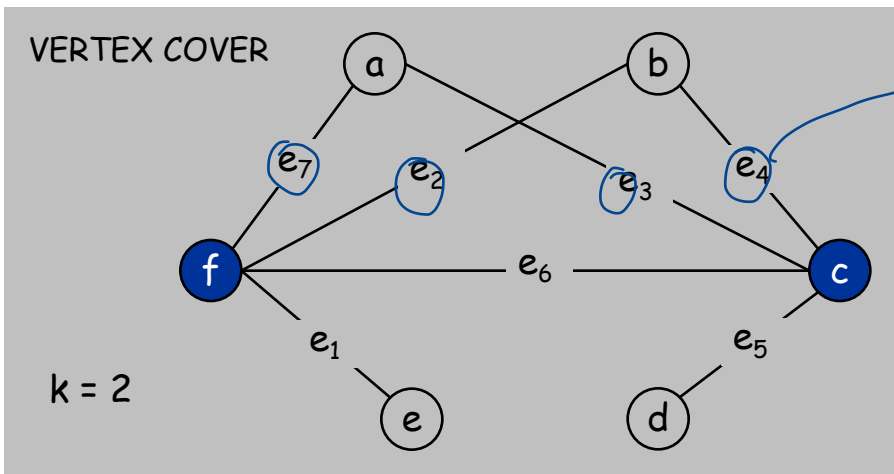 VERTEX COVER
a b
e₇ e₂ e₃ e₄
f e₆ c
e₁ e₅
k = 2
e d